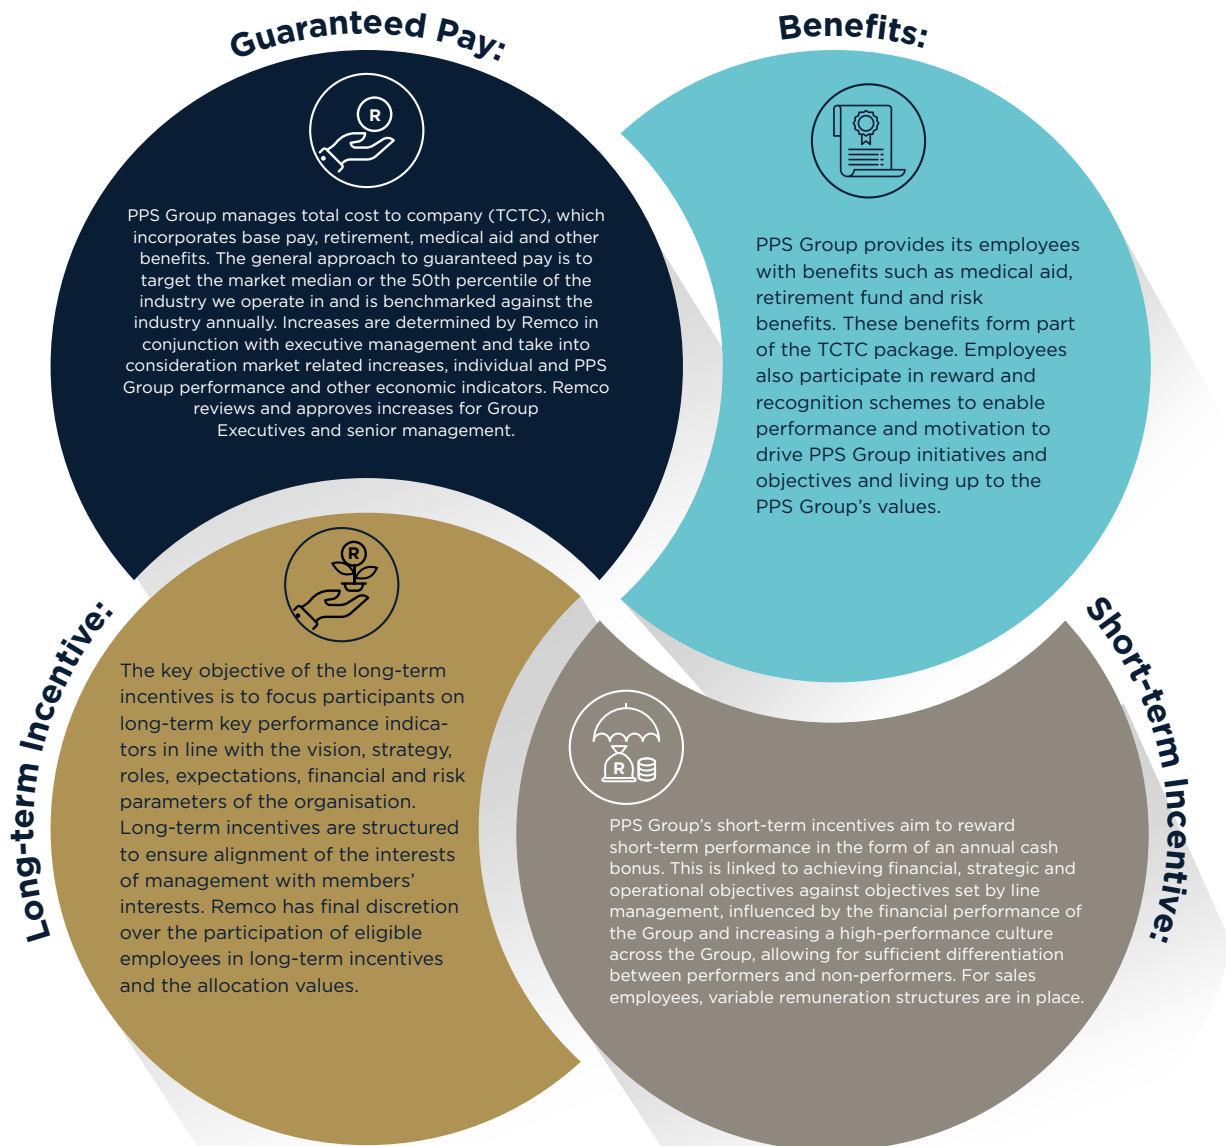 Guaranteed Pay:
R
PPS Group manages total cost to company (TCTC), which
incorporates base pay, retirement, medical aid and other
benefits. The general approach to guaranteed pay is to
target the market median or the 50th percentile of the
industry we operate in and is benchmarked against the
industry annually. Increases are determined by Remco in
conjunction with executive management and take into
consideration market related increases, individual and PPS
Group performance and other economic indicators. Remco
reviews and approves increases for Group
Executives and senior management.
Benefits:
PPS Group provides its employees
with benefits such as medical aid,
retirement fund and risk
benefits. These benefits form part
of the TCTC package. Employees
also participate in reward and
recognition schemes to enable
performance and motivation to
drive PPS Group initiatives and
objectives and living up to the
PPS Group's values.
Long-term Incentive:
R
The key objective of the long-term
incentives is to focus participants on
long-term key performance indica-
tors in line with the vision, strategy,
roles, expectations, financial and risk
parameters of the organisation.
Long-term incentives are structured
to ensure alignment of the interests
of management with members'
interests. Remco has final discretion
over the participation of eligible
employees in long-term incentives
and the allocation values.
Short-term Incentive:
R
PPS Group's short-term incentives aim to reward
short-term performance in the form of an annual cash
bonus. This is linked to achieving financial, strategic and
operational objectives against objectives set by line
management, influenced by the financial performance of
the Group and increasing a high-performance culture
across the Group, allowing for sufficient differentiation
between performers and non-performers. For sales
employees, variable remuneration structures are in place.